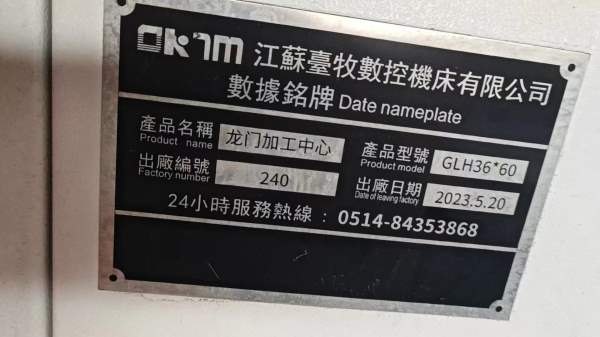 OKIM 江蘇臺牧數控機床有限公司
數據銘牌 Date nameplate
產品名稱 龙门加工中心 產品型號 GLH36*60
Product name Product model
出廠編號 240 出廠日期 2023.5.20
Factory number Date of leaving factory
24小時服務熱線：0514-84353868